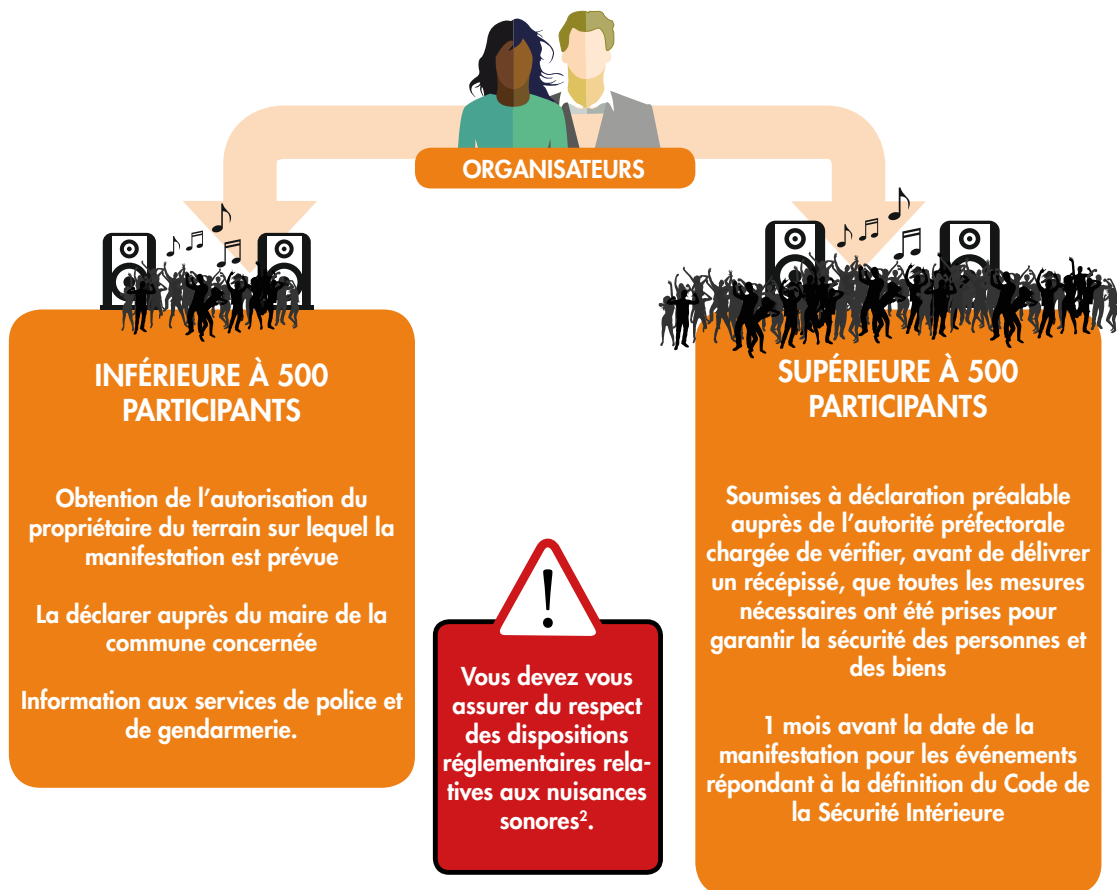 ORGANISATEURS
INFÉRIEURE À 500
PARTICIPANTS
Obtention de l'autorisation du
propriétaire du terrain sur lequel la
manifestation est prévue
La déclarer auprès du maire de la
commune concernée
Information aux services de police et
de gendarmerie.
!
Vous devez vous
assurer du respect
des dispositions
réglementaires rela-
tives aux nuisances
sonores².
SUPÉRIEURE À 500
PARTICIPANTS
Soumises à déclaration préalable
auprès de l'autorité préfectorale
chargée de vérifier, avant de délivrer
un récépissé, que toutes les mesures
nécessaires ont été prises pour
garantir la sécurité des personnes et
des biens
1 mois avant la date de la
manifestation pour les événements
répondant à la définition du Code de
la Sécurité Intérieure